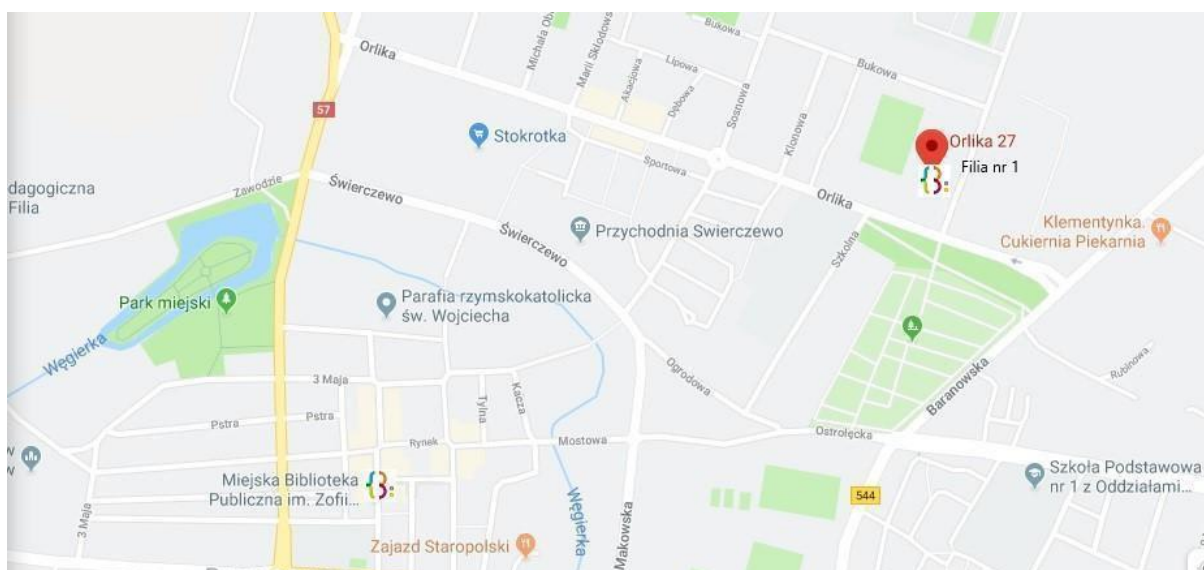 Bukowa
Orlika
Michała Ob
Marii Skłodows
Akacjowa
Lipowa
Dębowa
Sosnowa
Bukowa
Klonowa
57
Stokrotka
Sportowa
Orlika 27
Filia nr 1
dagogiczna
Filia
Zawodzie
Świerczewo
Orlika
Świerczewo
Przychodnia Swierczewo
Szkolna
Klementynka.
Cukiernia Piekarnia
Park miejski
Parafia rzymskokatolicka
św. Wojciecha
Węgierka
Ogrodowa
Rubinowa
Baranowska
3 Maja
Tylna
Kacza
Pstra
Pstra
Rynek
Mostowa
Ostrołęcka
w
w
Miejska Biblioteka
Publiczna im. Zofii...
Węgierka
Makowska
544
Szkoła Podstawowa
nr 1 z Oddziałami...
3 Maja
Zajazd Staropolski